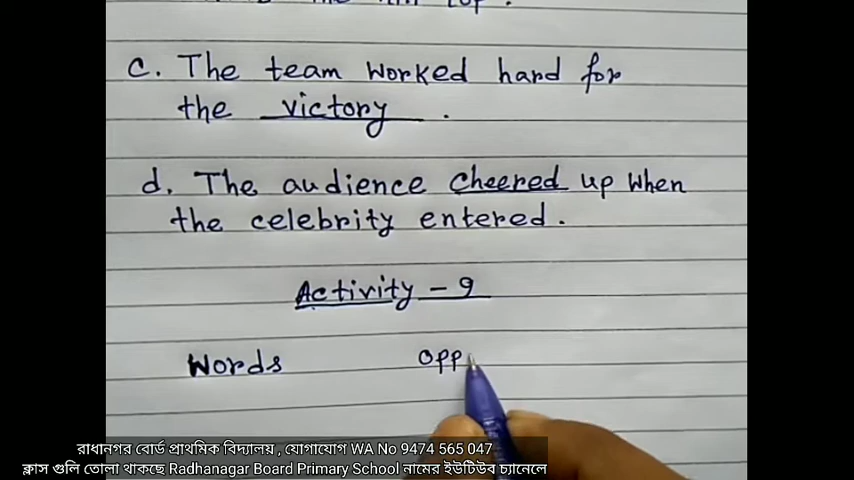 c. The team worked hard for
the victory.
d. The audience cheered up when
the celebrity entered.
Activity - 9
Words opp
রাধানগর বোর্ড প্রাথমিক বিদ্যালয় , যোগাযোগ WA No 9474 565 047
ক্লাস গুলি তোলা থাকছে Radhanagar Board Primary School নামের ইউটিউব চ্যানেলে